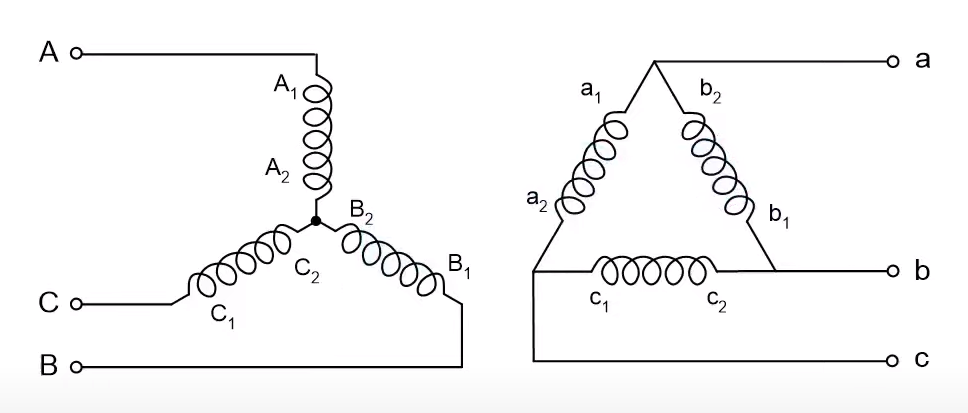 A
A₁
A₂
B₂
B₁
C₂
C₁
C
B
a
a₁
b₂
a₂
b₁
b
c₁
c₂
c